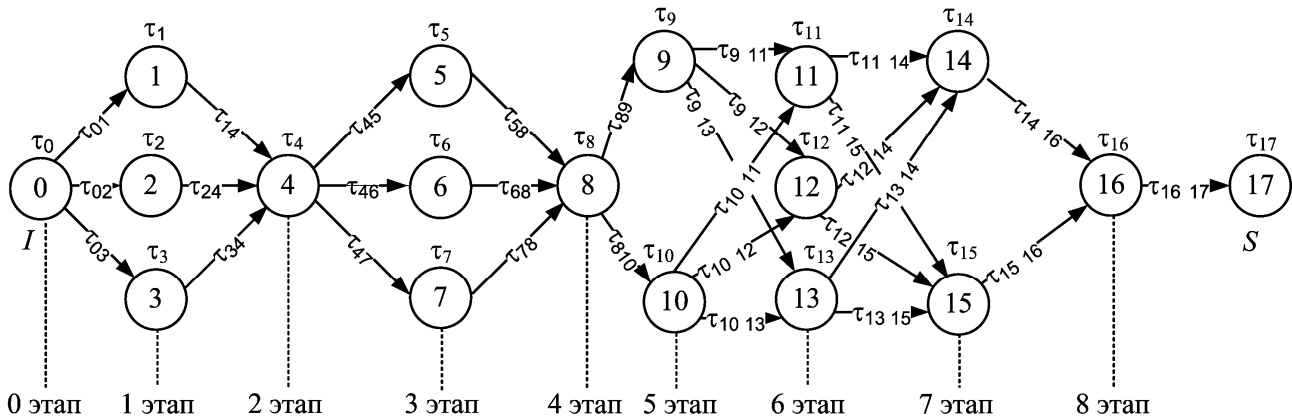 τ0
τ1
τ2
τ3
τ4
τ5
τ6
τ7
τ8
τ9
τ10
τ11
τ12
τ13
τ14
τ15
τ16
τ17
0
1
2
3
4
5
6
7
8
9
10
11
12
13
14
15
16
17
I
S
τ01
τ02
τ03
τ14
τ24
τ34
τ45
τ46
τ47
τ58
τ68
τ78
τ89
τ810
τ9 11
τ9 12
τ9 13
τ10 11
τ10 12
τ10 13
τ11 14
τ11 15
τ12 14
τ12 15
τ13 14
τ13 15
τ14 16
τ15 16
τ16 17
0 этап
1 этап
2 этап
3 этап
4 этап
5 этап
6 этап
7 этап
8 этап